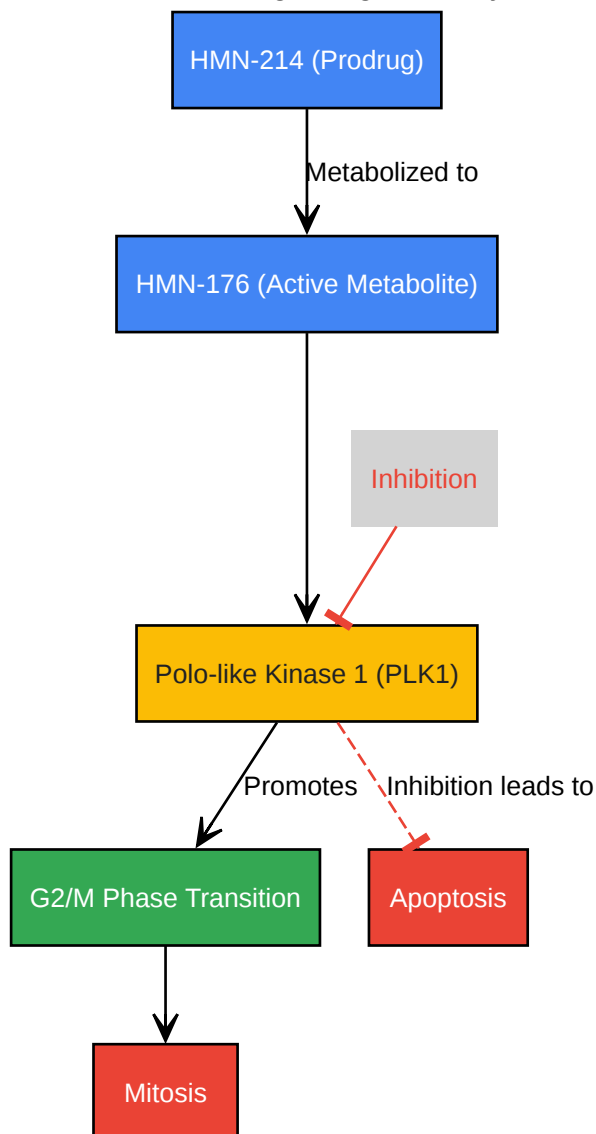 HMN-214 (Prodrug)
Metabolized to
HMN-176 (Active Metabolite)
Inhibition
Polo-like Kinase 1 (PLK1)
Promotes
Inhibition leads to
G2/M Phase Transition
Apoptosis
Mitosis